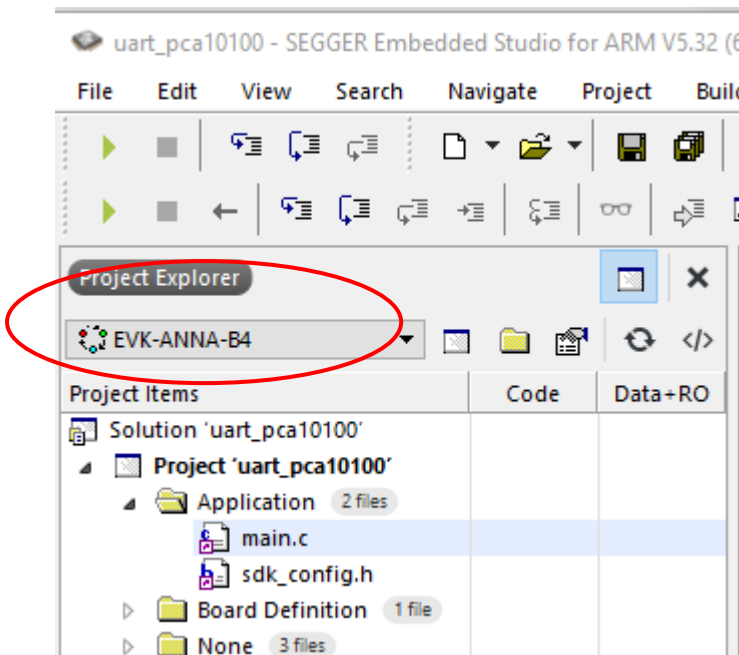 uart_pca10100 - SEGGER Embedded Studio for ARM V5.32 (6
File Edit View Search Navigate Project Buil
Project Explorer
EVK-ANNA-B4
</>
Project Items Code Data+RO
Solution 'uart_pca10100'
Project 'uart_pca10100'
Application 2 files
main.c
sdk_config.h
Board Definition 1 file
None 3 files